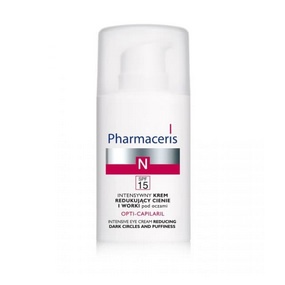 Pharmaceris
N
SPF
15
INTENSYWNY KREM
REDUKUJĄCY CIENIE
I WORKI pod oczami
OPTI-CAPILARIL
INTENSIVE EYE CREAM REDUCING
DARK CIRCLES AND PUFFINESS